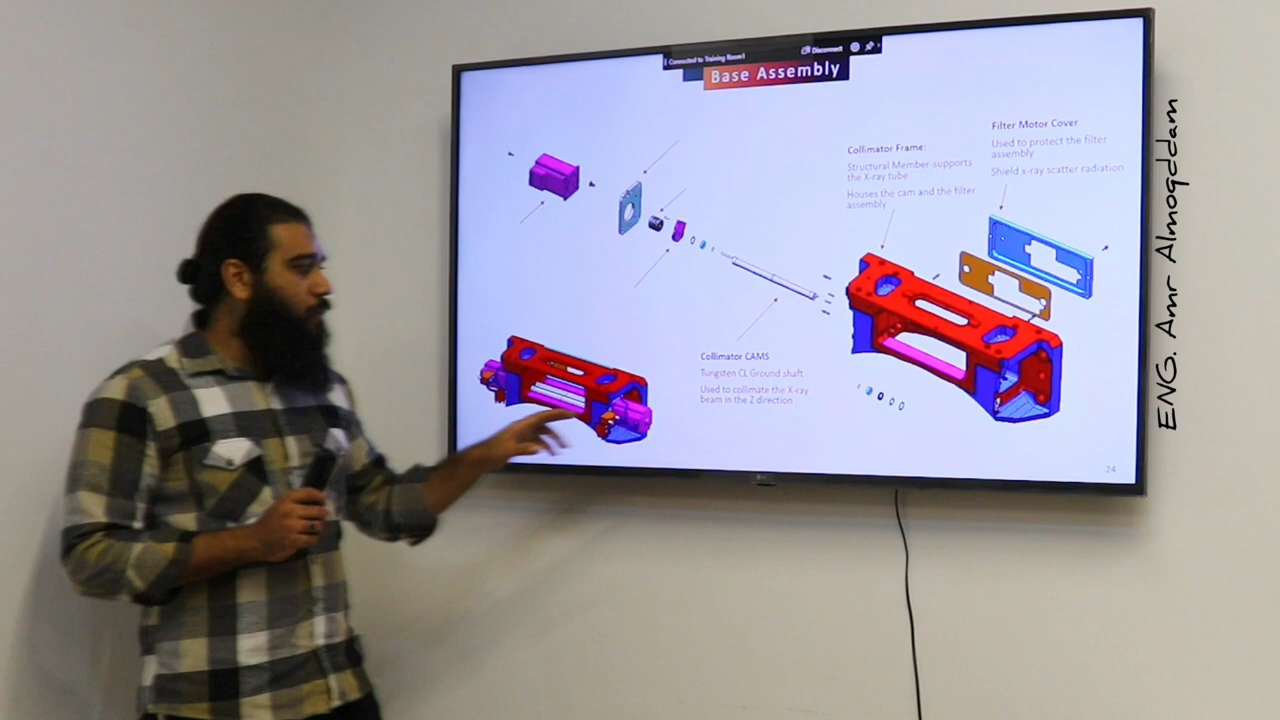 Connected to Training Room1
Disconnect
Base Assembly
Filter Motor Cover
Used to protect the filter
assembly
Shield x-ray scatter radiation
Collimator Frame:
Structural Member-supports
the X-ray tube
Houses the cam and the filter
assembly
Collimator CAMS
Tungsten CL Ground shaft
Used to collimate the X-ray
beam in the Z direction
24
LG
ENG. Amr Almoqddam